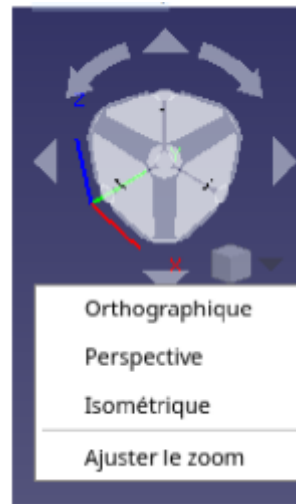 Z
Y
X
Orthographique
Perspective
Isométrique
Ajuster le zoom